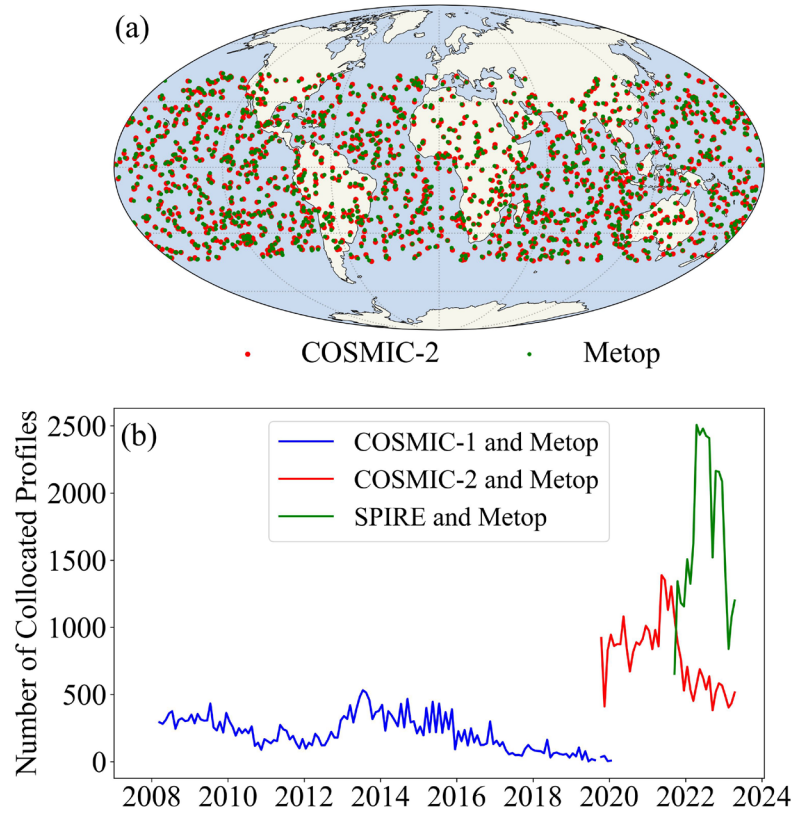 (a)
COSMIC-2 Metop
(b)
Number of Collocated Profiles
2500
2000
1500
1000
500
0
COSMIC-1 and Metop
COSMIC-2 and Metop
SPIRE and Metop
2008 2010 2012 2014 2016 2018 2020 2022 2024